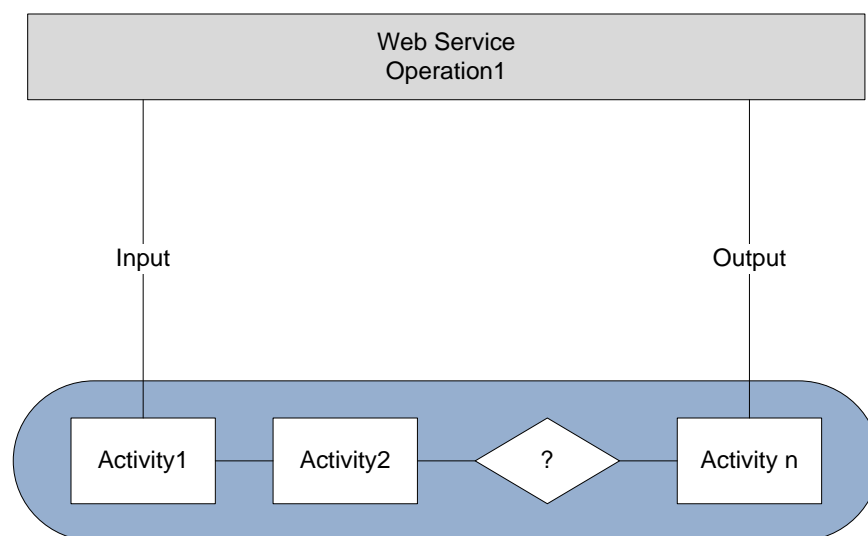 Web Service
Operation1
Input
Output
Activity1
Activity2
?
Activity n